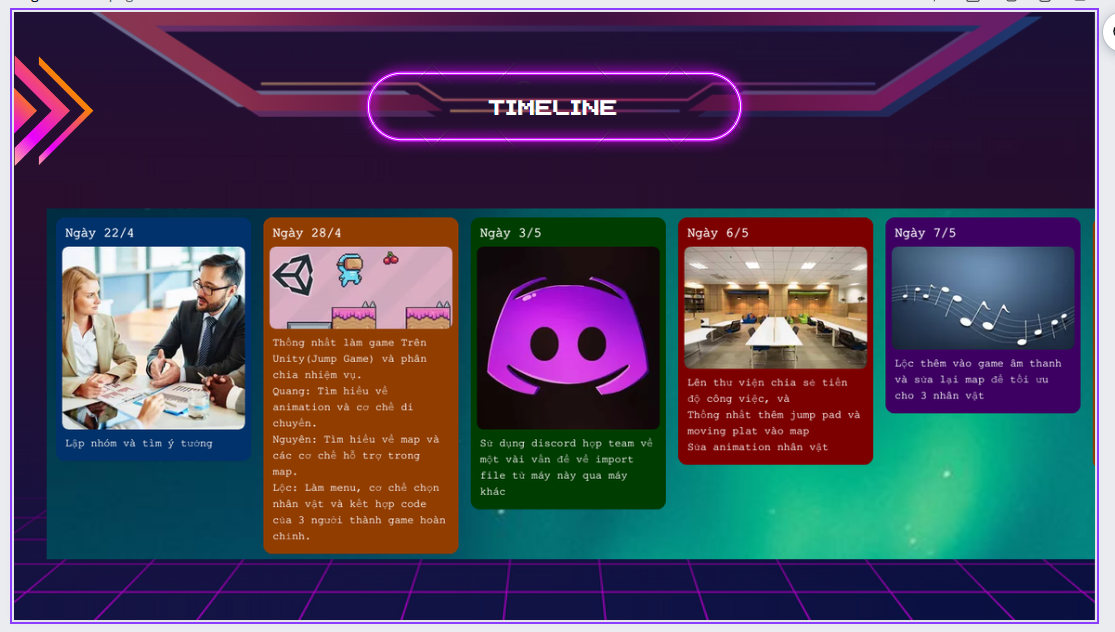 TIMELINE
Ngày 22/4
Lập nhóm và tìm ý tưởng
Ngày 28/4
Thống nhất làm game Trên
Unity(Jump Game) và phân
chia nhiệm vụ.
Quang: Tìm hiểu về
animation và cơ chế di
chuyển.
Nguyên: Tìm hiểu về map và
các cơ chế hỗ trợ trong
map.
Lộc: Làm menu, cơ chế chọn
nhân vật và kết hợp code
của 3 người thành game hoàn
chỉnh.
Ngày 3/5
Sử dụng discord họp team về
một vài vấn đề về import
file từ máy này qua máy
khác
Ngày 6/5
Lên thư viện chia sẻ tiến
độ công việc, và
Thống nhất thêm jump pad và
moving plat vào map
Sửa animation nhân vật
Ngày 7/5
Lộc thêm vào game âm thanh
và sửa lại map để tối ưu
cho 3 nhân vật